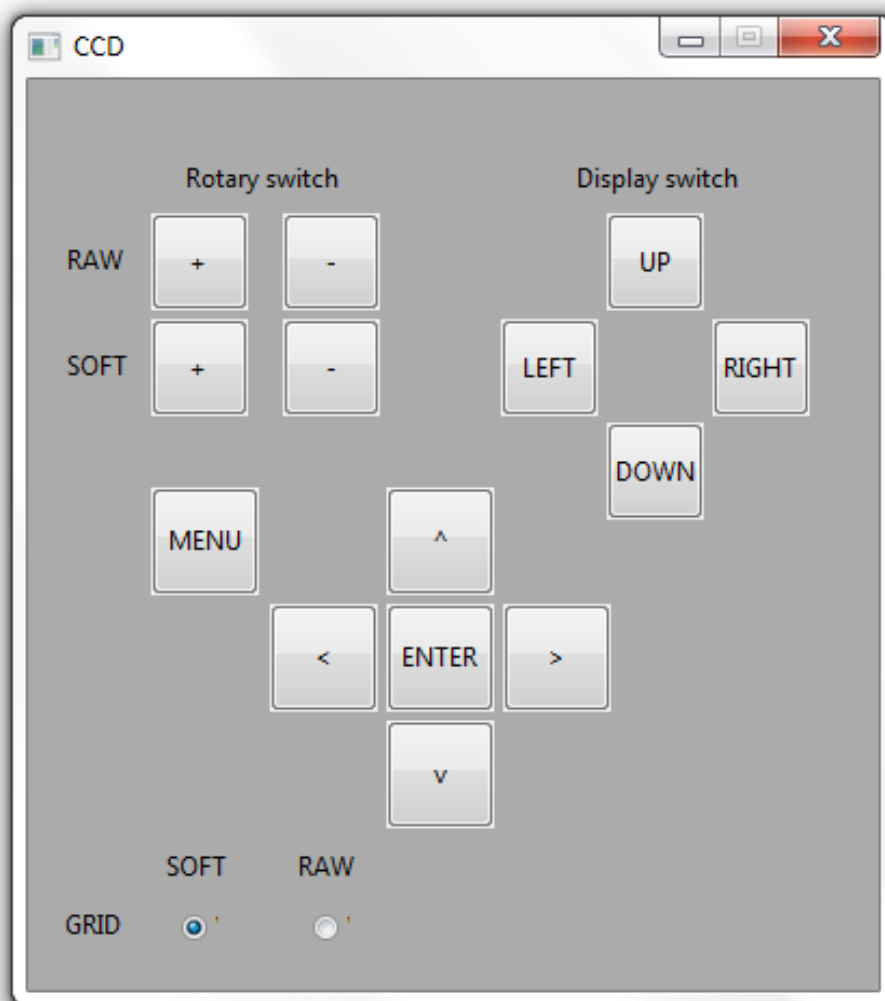 CCD
Rotary switch Display switch
RAW + - UP
SOFT + - LEFT RIGHT
DOWN
MENU ^
< ENTER >
v
SOFT RAW
GRID ' '